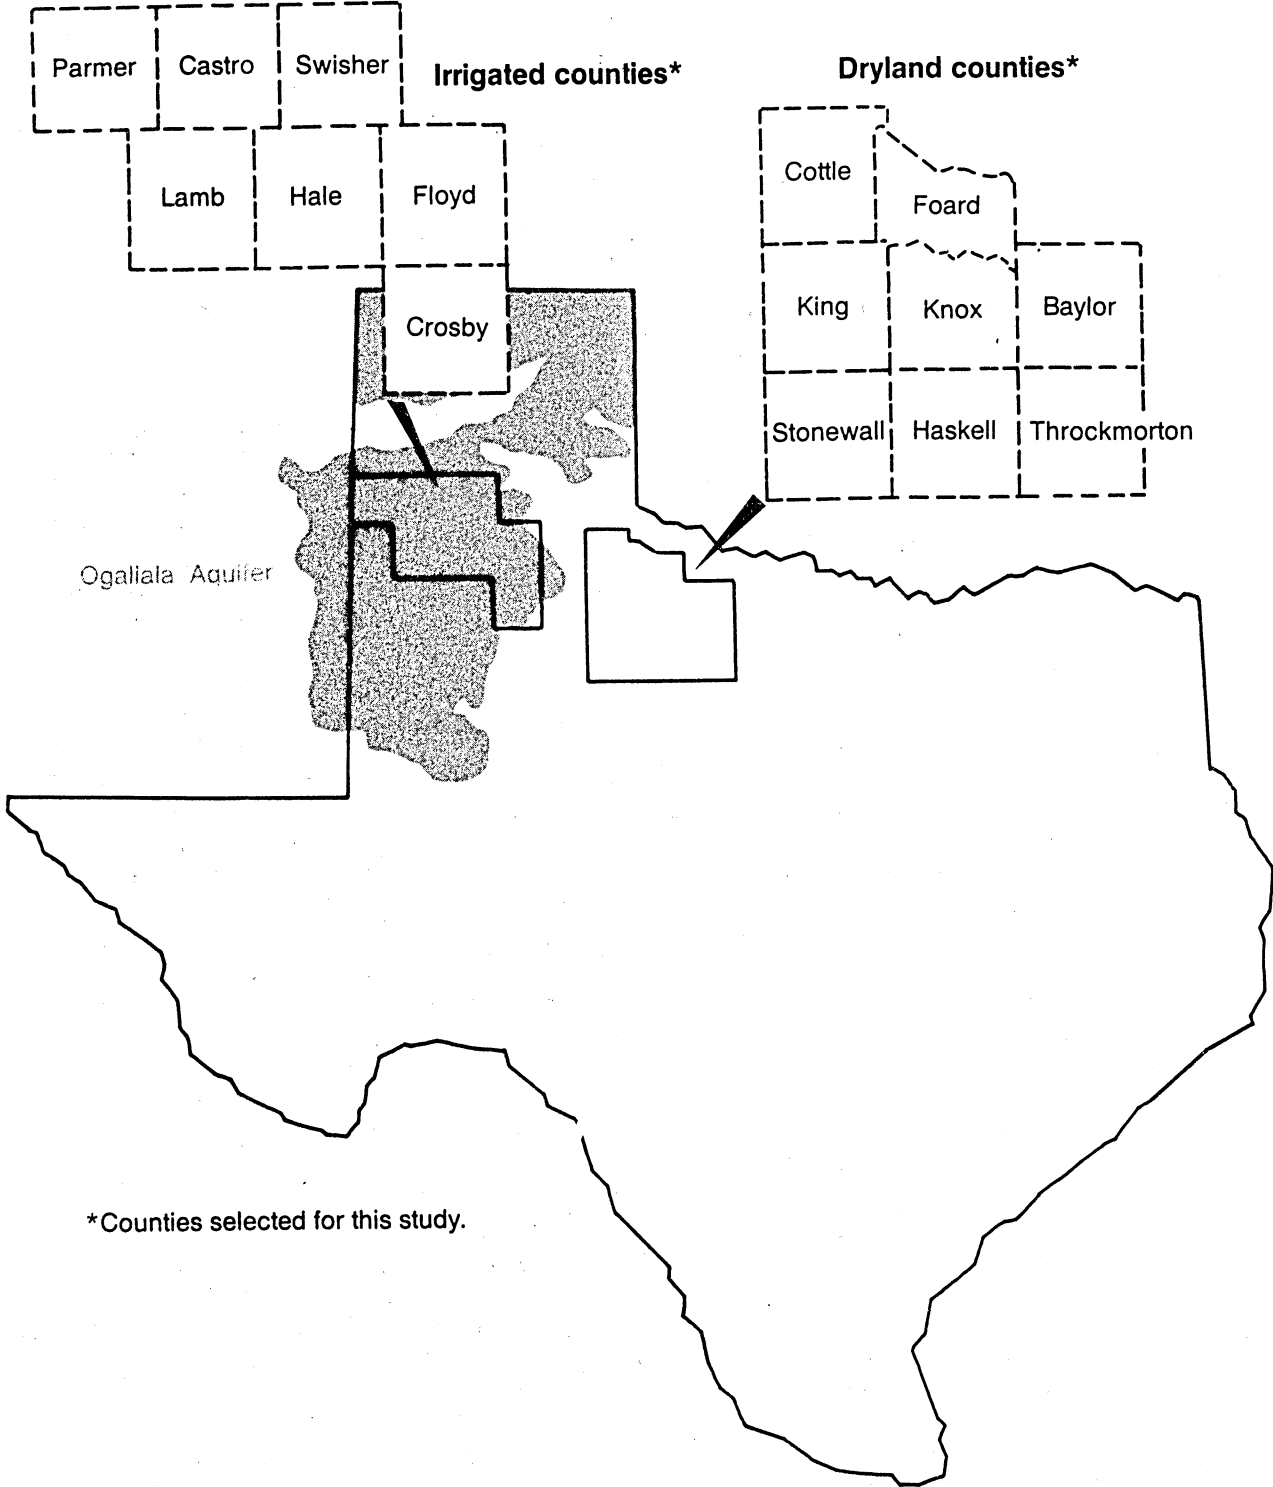 Parmer Castro Swisher
Irrigated counties*
Lamb Hale Floyd
Crosby
Dryland counties*
Cottle
Foard
King Knox Baylor
Stonewall Haskell Throckmorton
Ogallala Aquifer
*Counties selected for this study.